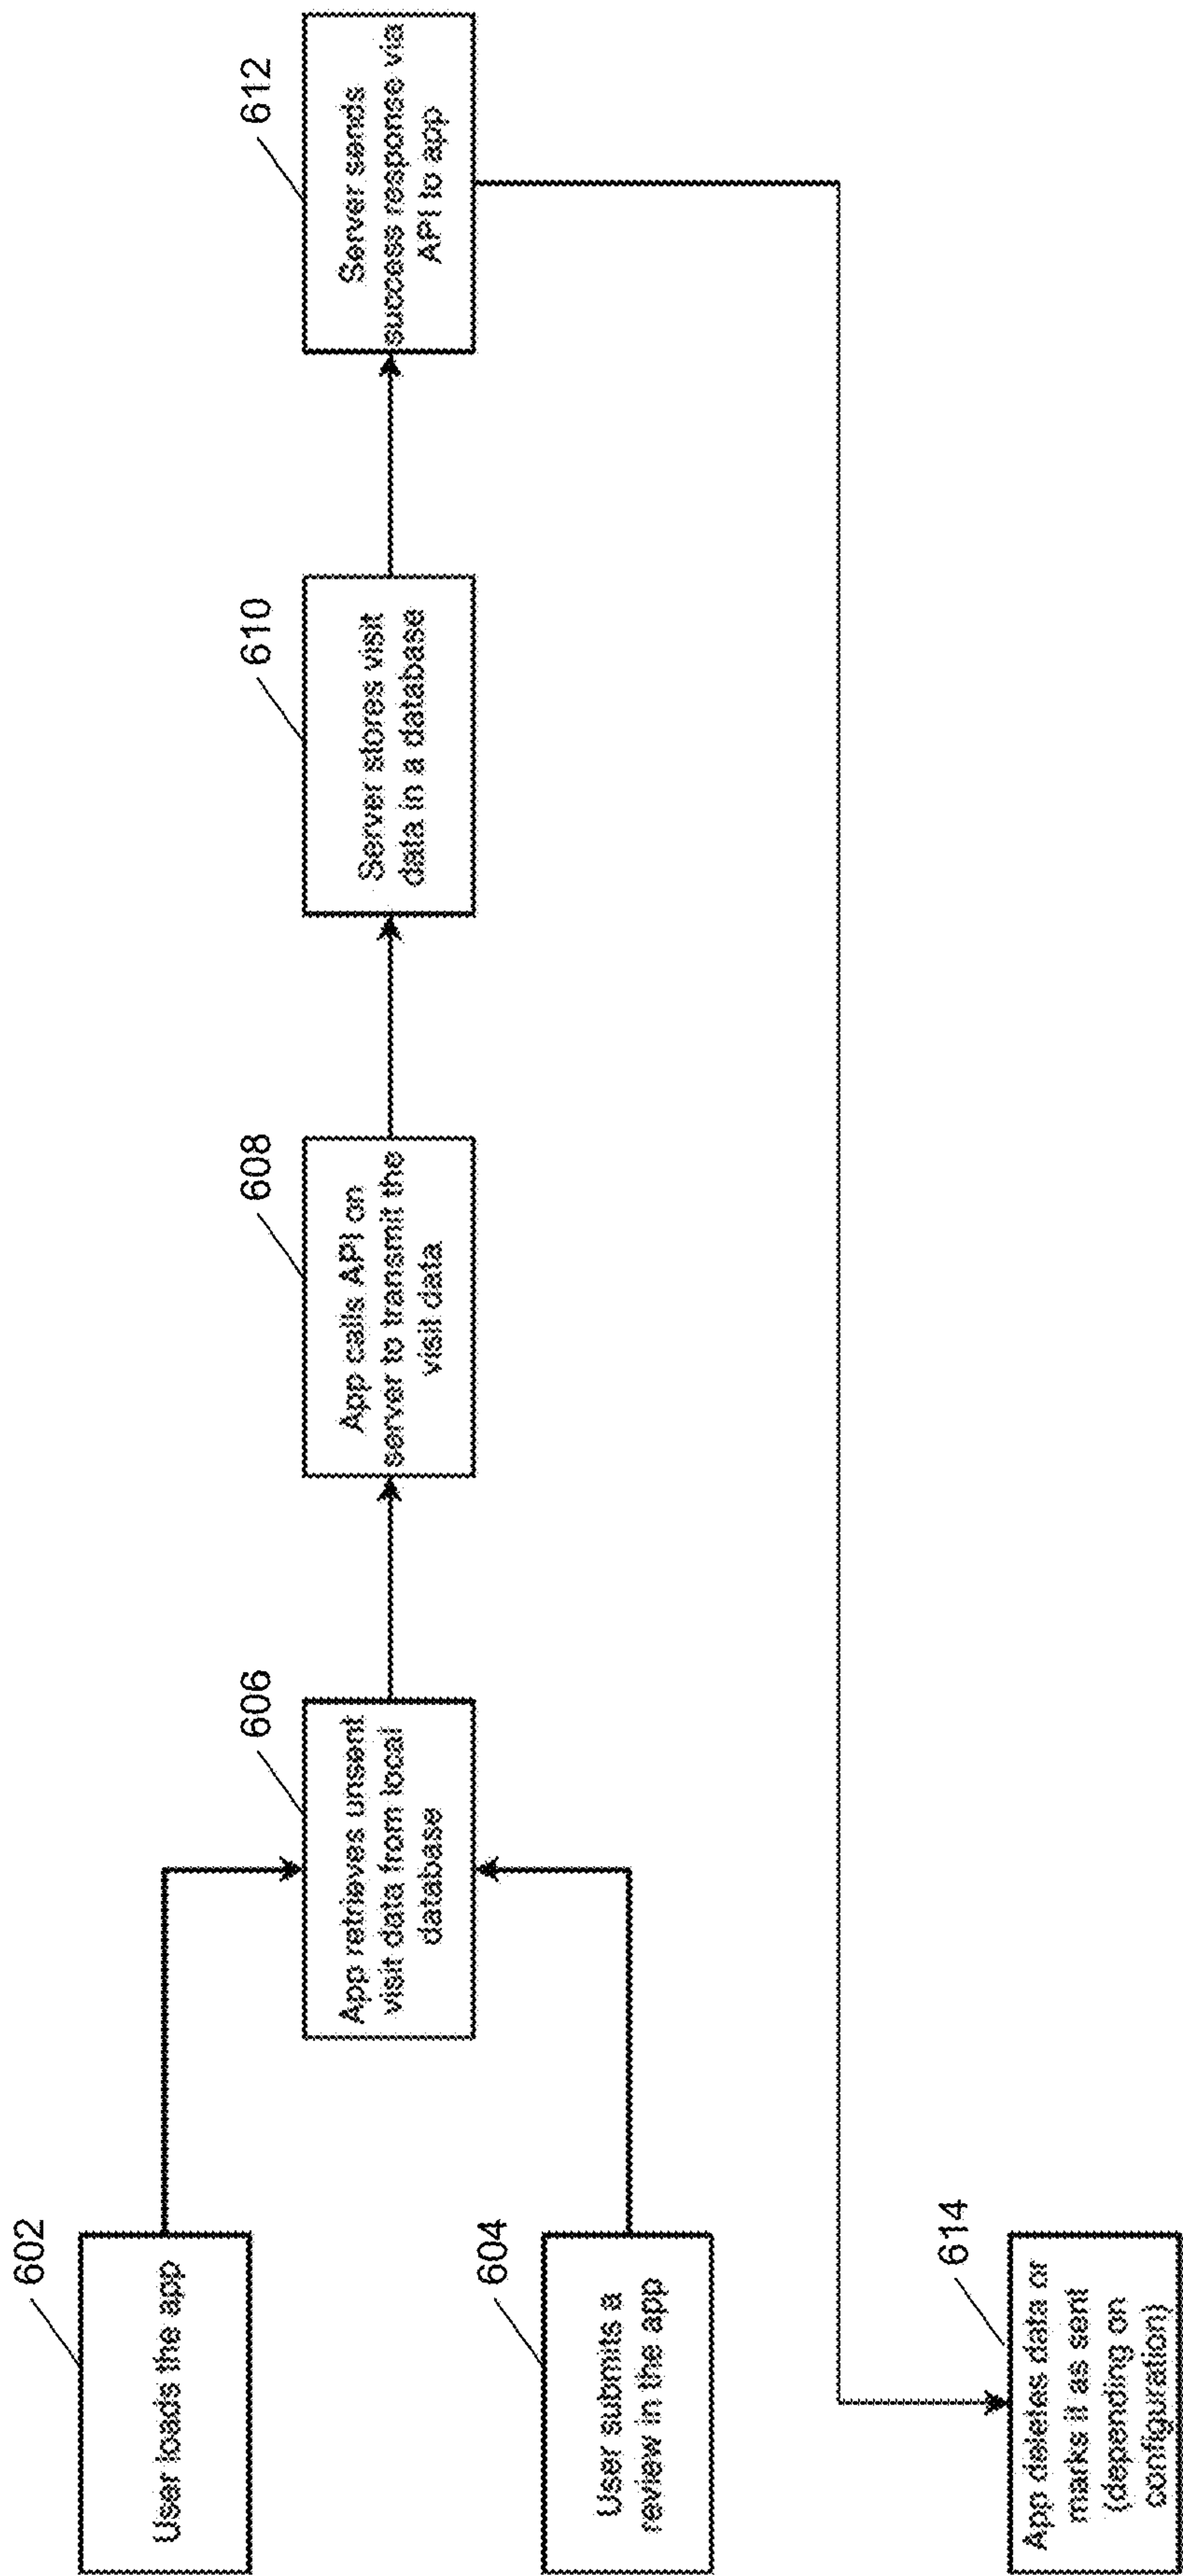 602
User loads the app
604
User submits a
review in the app
606
App retrieves unsent
visit data from local
database
608
App calls API on
server to transmit the
visit data
610
Server stores visit
data in a database
612
Server sends
success response via
API to app
614
App deletes data or
marks it as sent
(depending on
configuration)